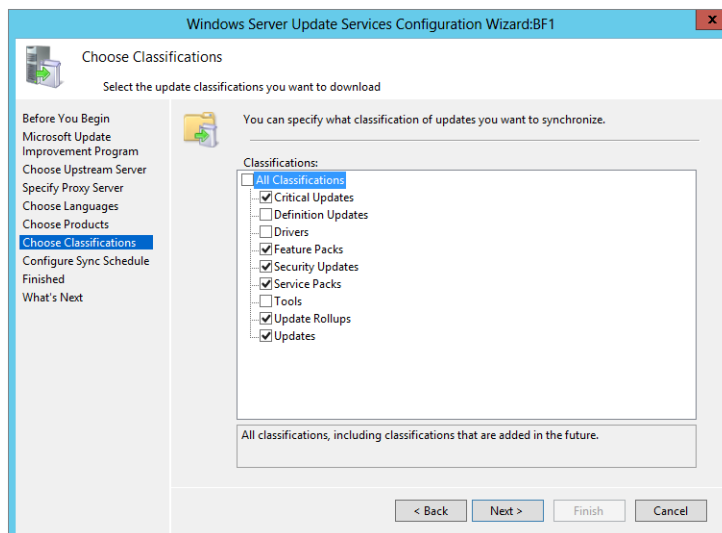 Windows Server Update Services Configuration Wizard:BF1
x
Choose Classifications
Select the update classifications you want to download
Before You Begin
Microsoft Update
Improvement Program
Choose Upstream Server
Specify Proxy Server
Choose Languages
Choose Products
Choose Classifications
Configure Sync Schedule
Finished
What's Next
You can specify what classification of updates you want to synchronize.
Classifications:
All Classifications
Critical Updates
Definition Updates
Drivers
Feature Packs
Security Updates
Service Packs
Tools
Update Rollups
Updates
All classifications, including classifications that are added in the future.
< Back
Next >
Finish
Cancel